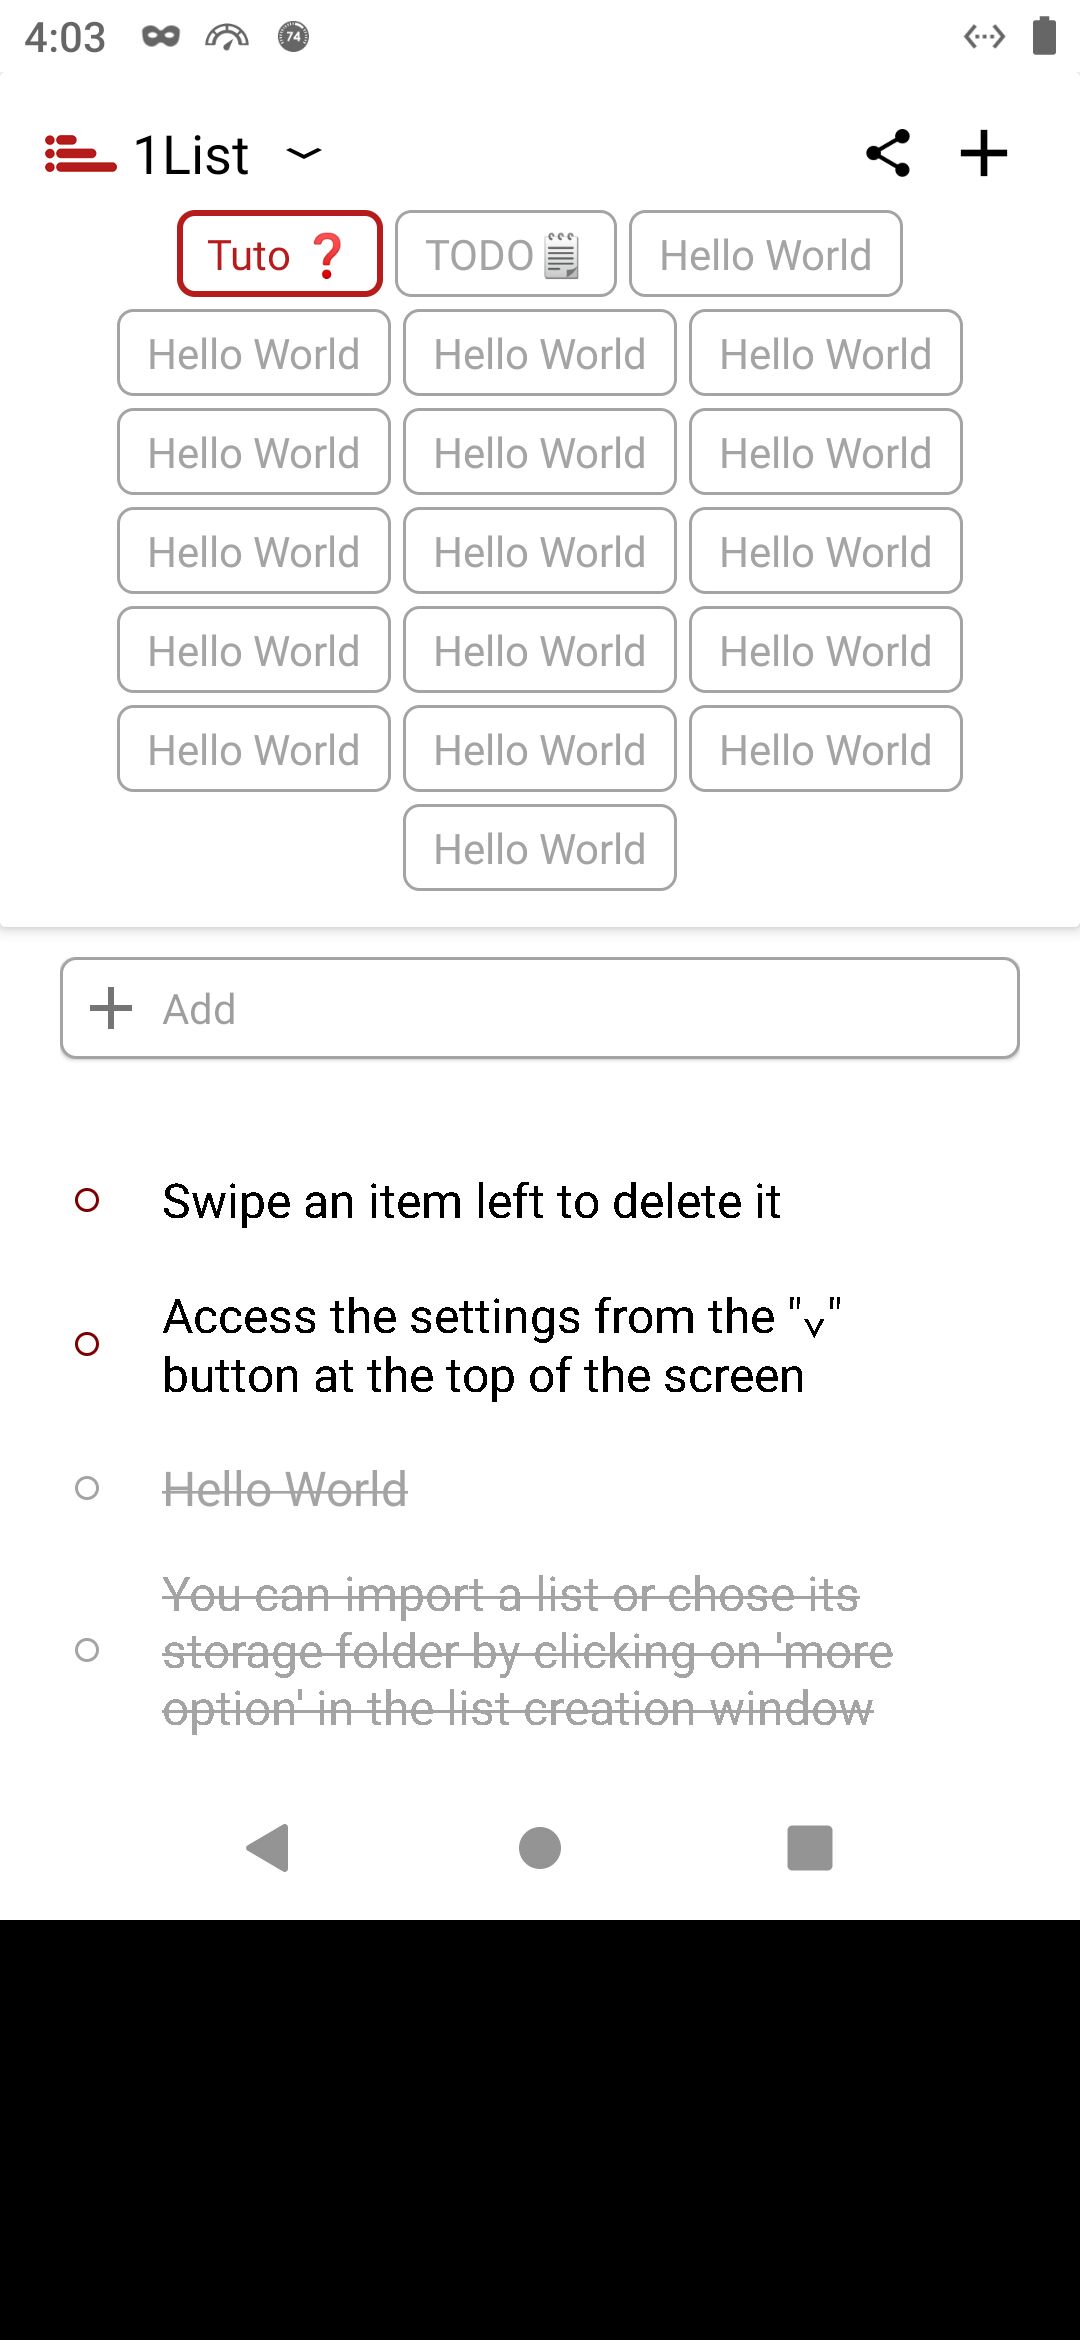 4:03
74
1List
Tuto ❓ TODO🗒 Hello World
Hello World Hello World Hello World
Hello World Hello World Hello World
Hello World Hello World Hello World
Hello World Hello World Hello World
Hello World Hello World Hello World
Hello World
Add
Swipe an item left to delete it
Access the settings from the "˅"
button at the top of the screen
Hello World
You can import a list or chose its
storage folder by clicking on 'more
option' in the list creation window